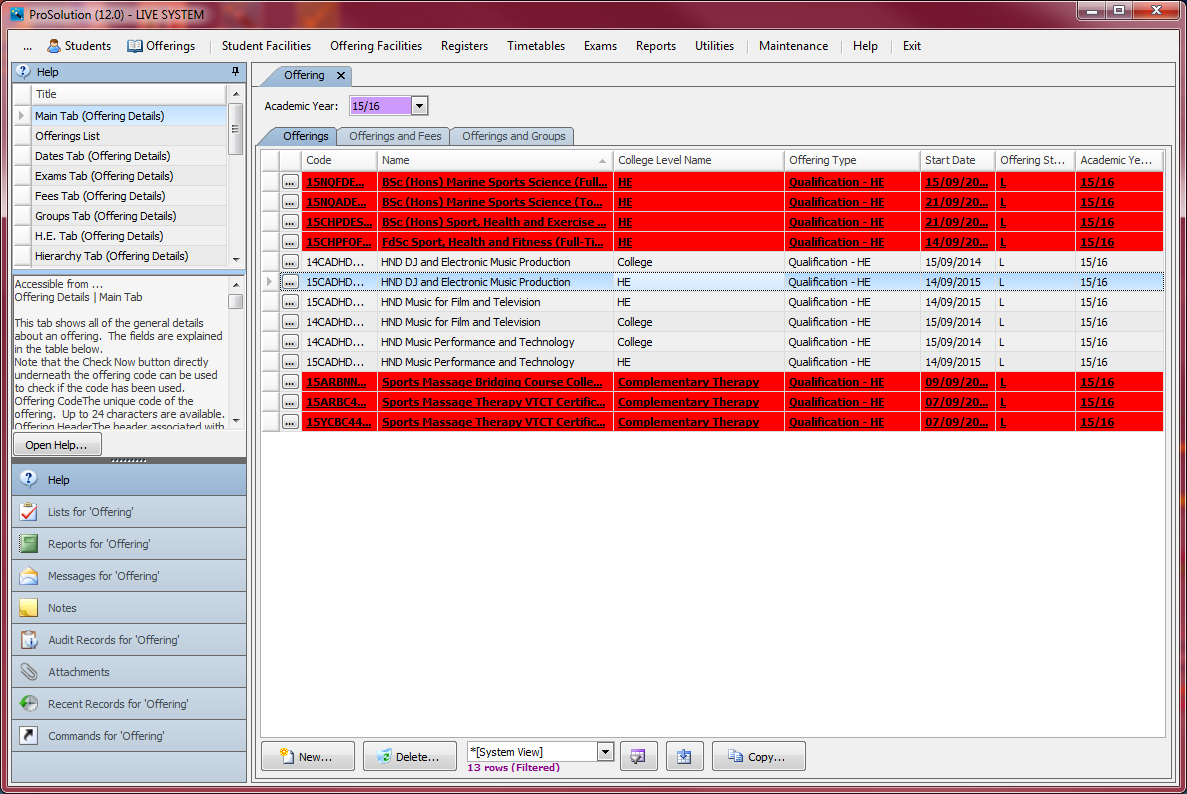 ProSolution (12.0) - LIVE SYSTEM
... Students Offerings Student Facilities Offering Facilities Registers Timetables Exams Reports Utilities Maintenance Help Exit
Help
Title
Main Tab (Offering Details)
Offerings List
Dates Tab (Offering Details)
Exams Tab (Offering Details)
Fees Tab (Offering Details)
Groups Tab (Offering Details)
H.E. Tab (Offering Details)
Hierarchy Tab (Offering Details)
Accessible from ...
Offering Details | Main Tab
This tab shows all of the general details
about an offering.  The fields are explained
in the table below.
Note that the Check Now button directly
underneath the offering code can be used
to check if the code has been used.
Offering CodeThe unique code of the
offering.  Up to 24 characters are available.
Offering HeaderThe header associated with
Open Help...
Help
Lists for 'Offering'
Reports for 'Offering'
Messages for 'Offering'
Notes
Audit Records for 'Offering'
Attachments
Recent Records for 'Offering'
Commands for 'Offering'
Offering
Academic Year: 15/16
Offerings Offerings and Fees Offerings and Groups
Code Name College Level Name Offering Type Start Date Offering St... Academic Ye...
... 15NQFDE... BSc (Hons) Marine Sports Science (Full... HE Qualification - HE 15/09/20... L 15/16
... 15NQADE... BSc (Hons) Marine Sports Science (To... HE Qualification - HE 21/09/20... L 15/16
... 15CHPDES... BSc (Hons) Sport, Health and Exercise ... HE Qualification - HE 21/09/20... L 15/16
... 15CHPFOF... FdSc Sport, Health and Fitness (Full-Ti... HE Qualification - HE 14/09/20... L 15/16
... 14CADHD... HND DJ and Electronic Music Production College Qualification - HE 15/09/2014 L 15/16
... 15CADHD... HND DJ and Electronic Music Production HE Qualification - HE 14/09/2015 L 15/16
... 15CADHD... HND Music for Film and Television HE Qualification - HE 14/09/2015 L 15/16
... 14CADHD... HND Music for Film and Television College Qualification - HE 15/09/2014 L 15/16
... 14CADHD... HND Music Performance and Technology College Qualification - HE 15/09/2014 L 15/16
... 15CADHD... HND Music Performance and Technology HE Qualification - HE 14/09/2015 L 15/16
... 15ARBNN... Sports Massage Bridging Course Colle... Complementary Therapy Qualification - HE 09/09/20... L 15/16
... 15ARBC4... Sports Massage Therapy VTCT Certific... Complementary Therapy Qualification - HE 07/09/20... L 15/16
... 15YCBC44... Sports Massage Therapy VTCT Certific... Complementary Therapy Qualification - HE 07/09/20... L 15/16
New... Delete... *[System View] Copy...
13 rows (Filtered)